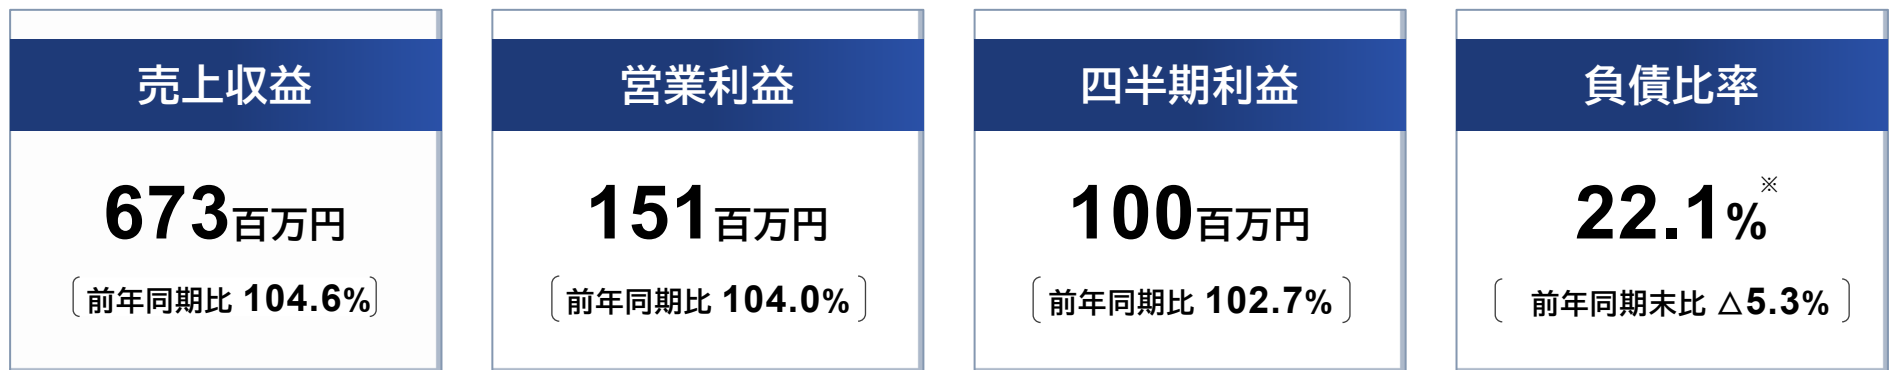 売上収益
673百万円
〔前年同期比 104.6%〕
営業利益
151百万円
〔前年同期比 104.0%〕
四半期利益
100百万円
〔前年同期比 102.7%〕
負債比率
22.1%※
〔前年同期末比 △5.3%〕